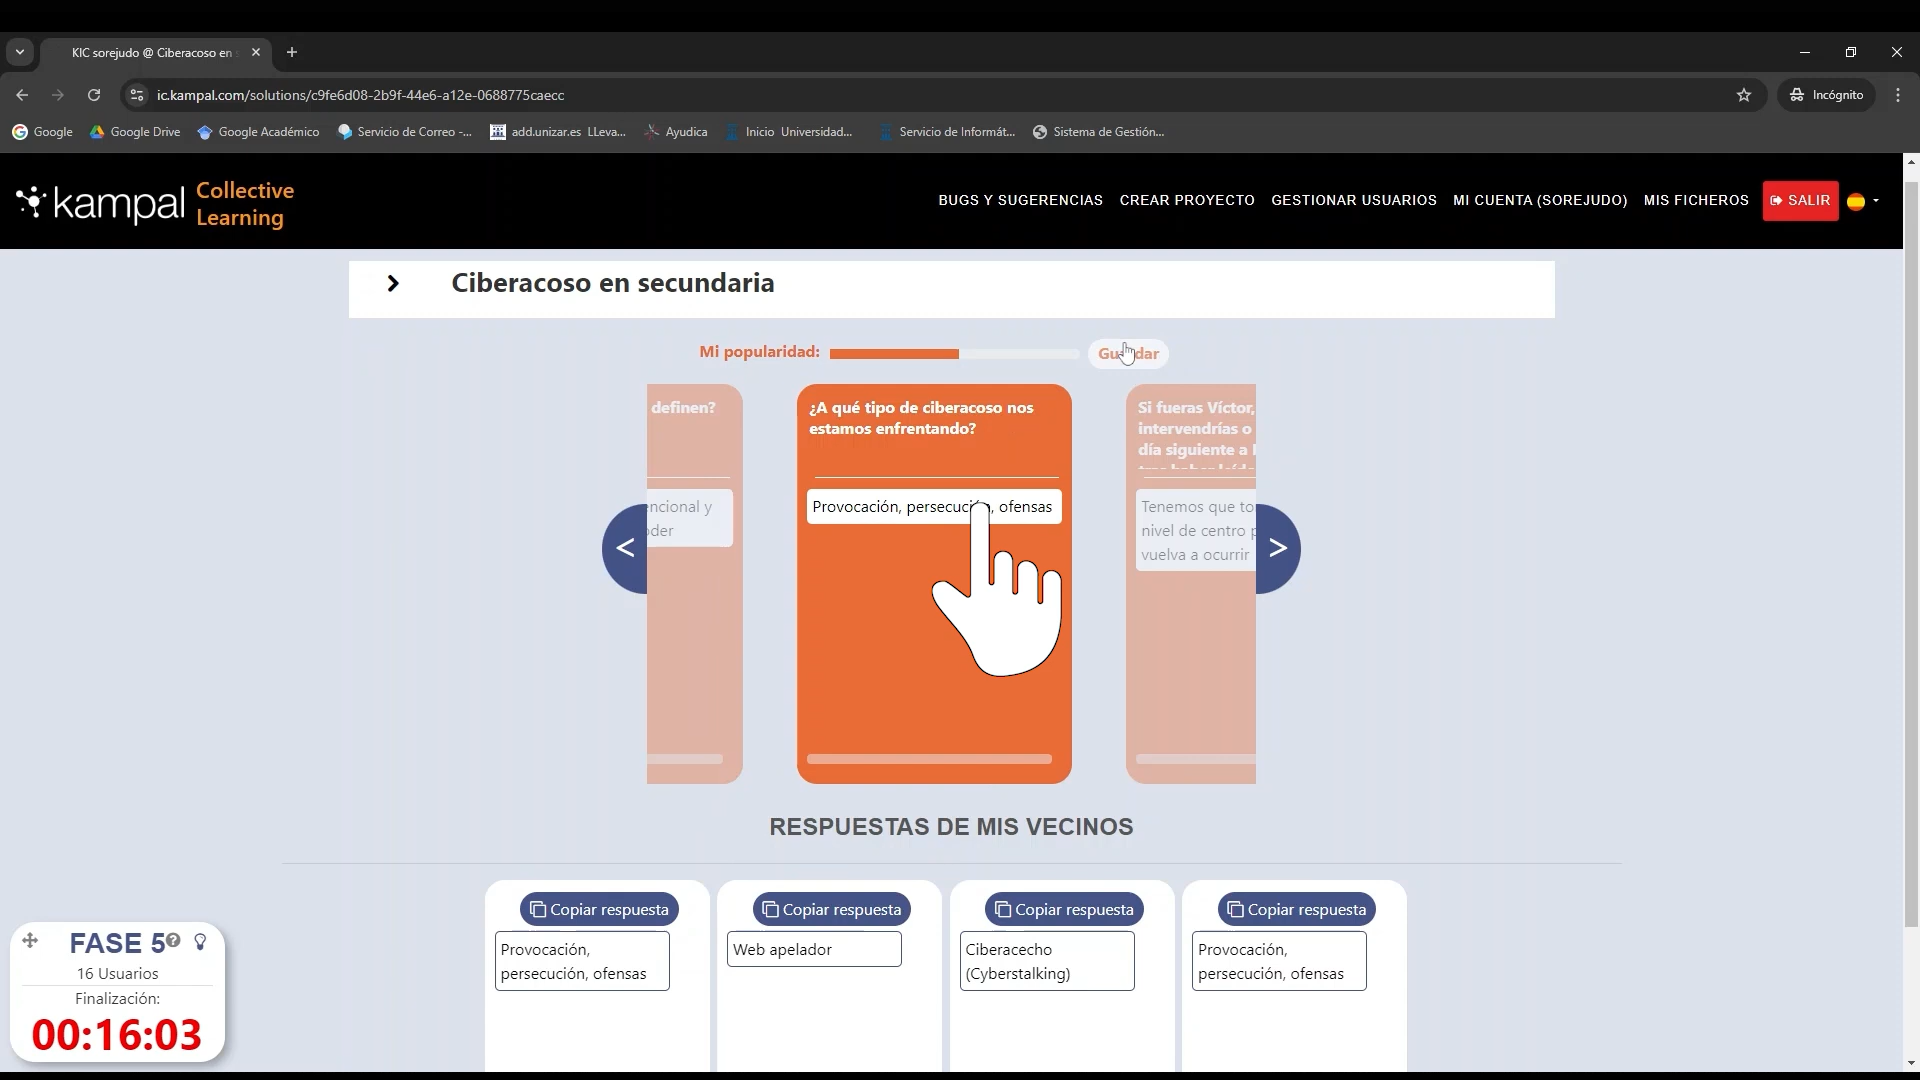 KIC sorejudo @ Ciberacoso en
ic.kampal.com/solutions/c9fe6d08-2b9f-44e6-a12e-0688775caecc
Incógnito
Google
Google Drive
Google Académico
Servicio de Correo -...
add.unizar.es LLeva...
Ayudica
Inicio Universidad...
Servicio de Informát...
Sistema de Gestión...
kampal
Collective
Learning
BUGS Y SUGERENCIAS
CREAR PROYECTO
GESTIONAR USUARIOS
MI CUENTA (SOREJUDO)
MIS FICHEROS
SALIR
Ciberacoso en secundaria
Mi popularidad:
Guardar
definen?
encional y
oder
<
¿A qué tipo de ciberacoso nos
estamos enfrentando?
Provocación, persecución, ofensas
Si fueras Víctor,
intervendrías o
día siguiente a
Tenemos que to
nivel de centro p
vuelva a ocurrir
>
RESPUESTAS DE MIS VECINOS
Copiar respuesta
Provocación,
persecución, ofensas
Copiar respuesta
Web apelador
Copiar respuesta
Ciberacecho
(Cyberstalking)
Copiar respuesta
Provocación,
persecución, ofensas
FASE 5
16 Usuarios
Finalización:
00:16:03